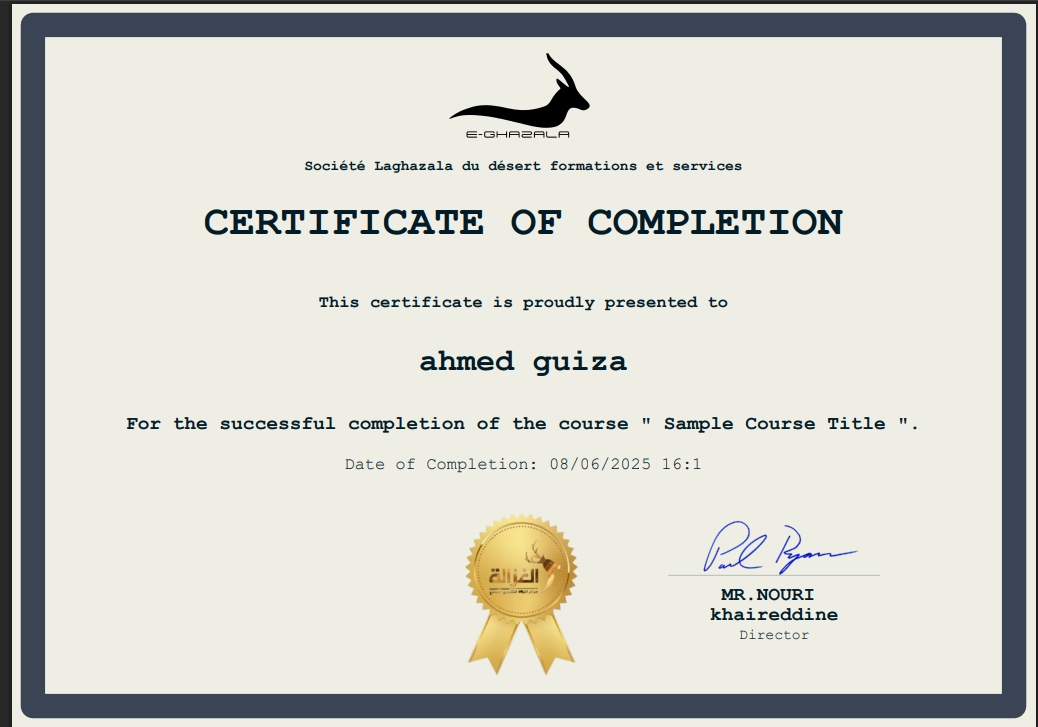 E-GHAZALA
Société Laghazala du désert formations et services
CERTIFICATE OF COMPLETION
This certificate is proudly presented to
ahmed guiza
For the successful completion of the course " Sample Course Title ".
Date of Completion: 08/06/2025 16:1
الغزالة
Paul Ryan
MR.NOURI
khaireddine
Director